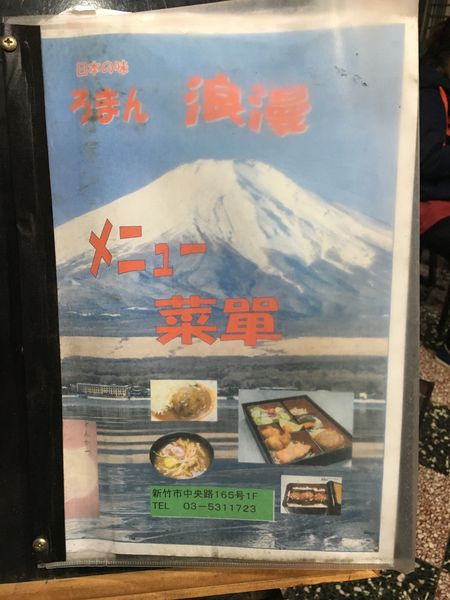 日本の味
ろまん 浪漫
メニュー
菜單
新竹市中央路165号1F
TEL 03-5311723